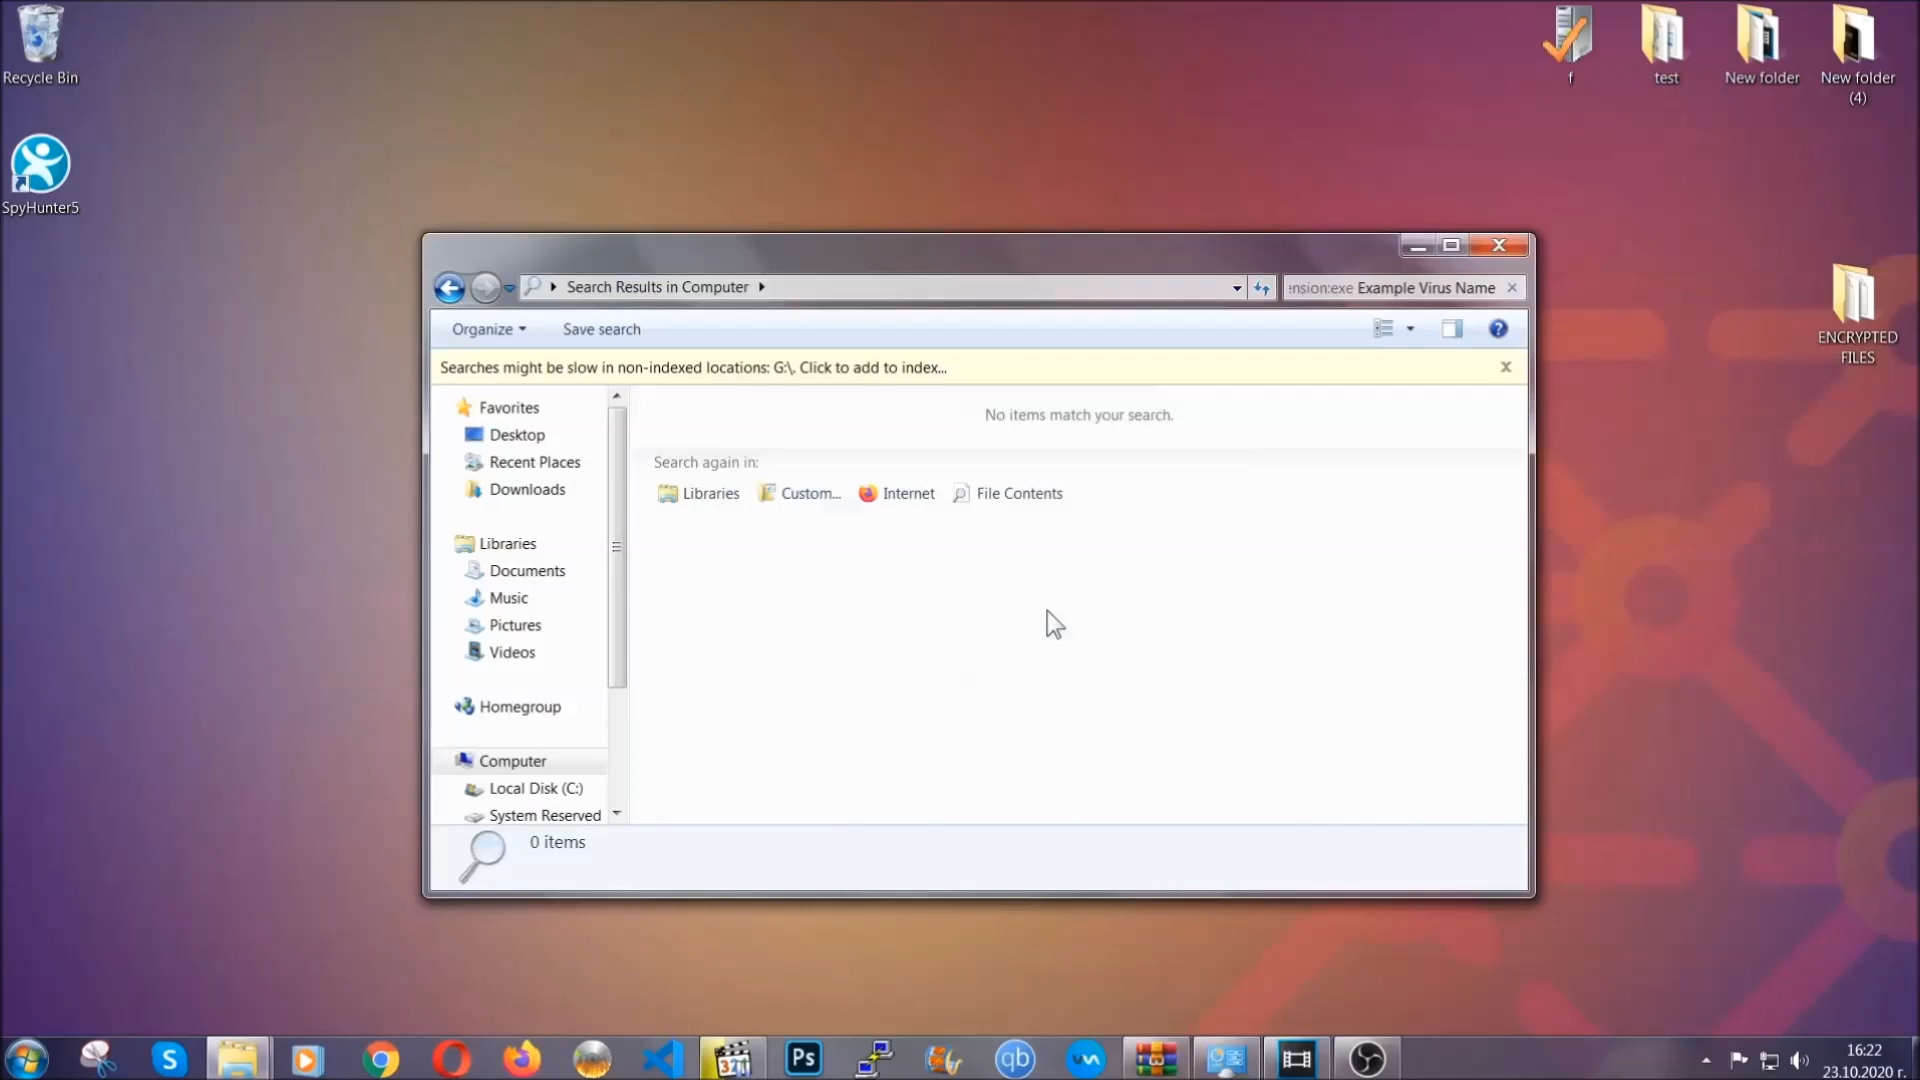 Recycle Bin
SpyHunter5
f
test
New folder
New folder
(4)
ENCRYPTED
FILES
Search Results in Computer
ension:exe Example Virus Name
Organize
Save search
Searches might be slow in non-indexed locations: G:\. Click to add to index...
Favorites
Desktop
Recent Places
Downloads
Libraries
Documents
Music
Pictures
Videos
Homegroup
Computer
Local Disk (C:)
System Reserved
No items match your search.
Search again in:
Libraries
Custom...
Internet
File Contents
0 items
S
321
Ps
qb
16:22
23.10.2020 г.